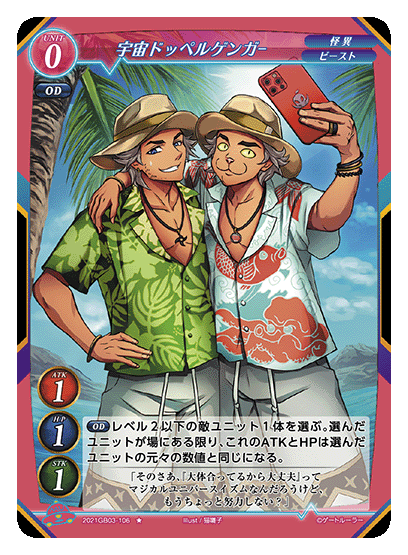 UNIT
0
宇宙ドッペルゲンガー
怪異
ビースト
OD
ATK
1
HP
1
STK
1
OD レベル2以下の敵ユニット1体を選ぶ。選んだ
ユニットが場にある限り、これのATKとHPは選んだ
ユニットの元々の数値と同じになる。
「そのさあ、『大体合ってるから大丈夫』って
マジカルユニバースイズムなんだろうけど、
もうちょっと努力しない?」
2021GB03-106 ★ Illust / 猫囃子 ©ゲートルーラー